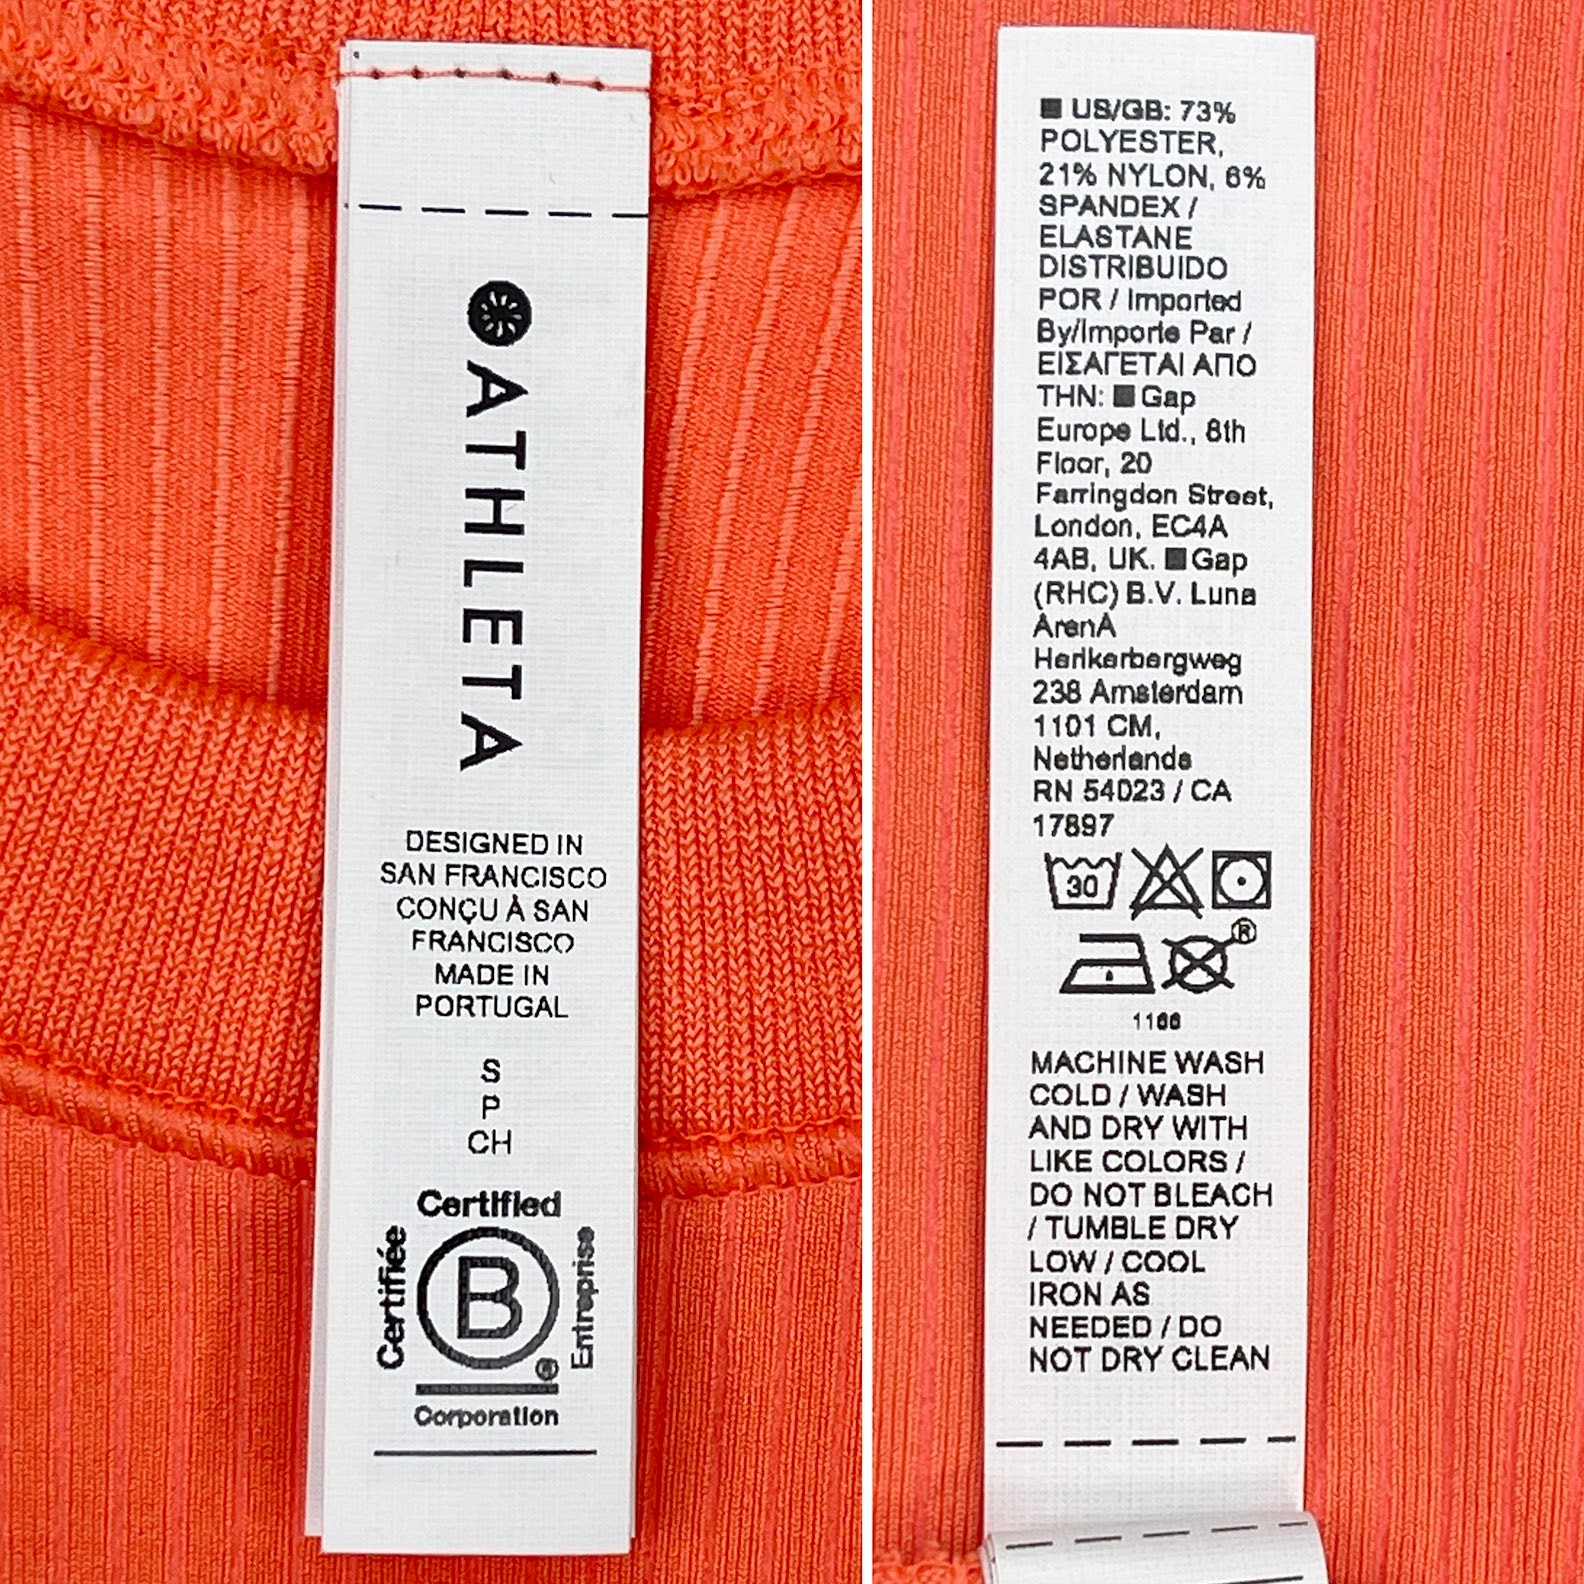 ATHLETA
DESIGNED IN
SAN FRANCISCO
CONÇU À SAN
FRANCISCO
MADE IN
PORTUGAL
S
P
CH
Certified
Certifiée
B
Entreprise
®
Corporation
US/GB: 73%
POLYESTER,
21% NYLON, 6%
SPANDEX /
ELASTANE
DISTRIBUIDO
POR / Imported
By/Importe Par /
ΕΙΣΑΓΕΤΑΙ ΑΠΟ
THN: Gap
Europe Ltd., 8th
Floor, 20
Farringdon Street,
London, EC4A
4AB, UK. Gap
(RHC) B.V. Luna
ArenA
Herikerbergweg
238 Amsterdam
1101 CM,
Netherlands
RN 54023 / CA
17897
30
®
1166
MACHINE WASH
COLD / WASH
AND DRY WITH
LIKE COLORS /
DO NOT BLEACH
/ TUMBLE DRY
LOW / COOL
IRON AS
NEEDED / DO
NOT DRY CLEAN